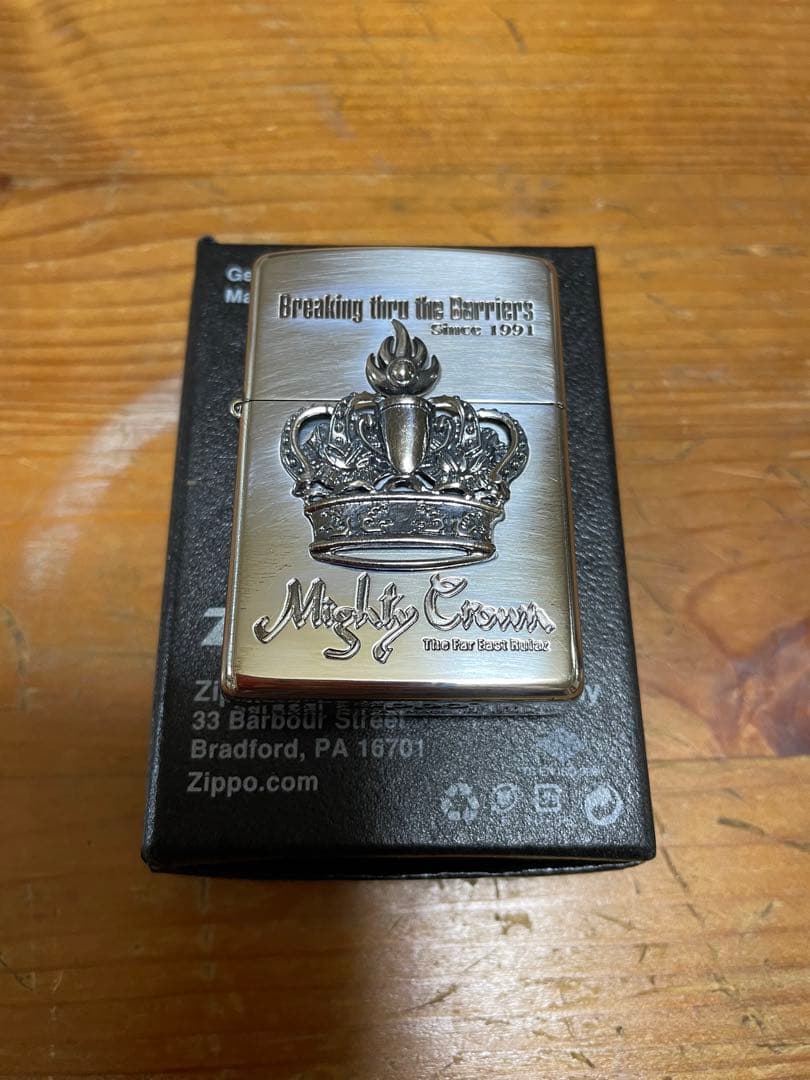 Breaking thru the Barriers
Since 1991
Mighty Crown
The Far East Rulaz
33 Barbour Street
Bradford, PA 16701
Zippo.com